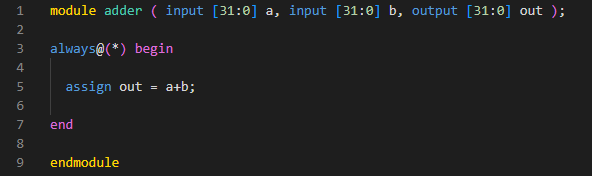 1 module adder ( input [31:0] a, input [31:0] b, output [31:0] out );
2
3 always@(*) begin
4
5 assign out = a+b;
6
7 end
8
9 endmodule